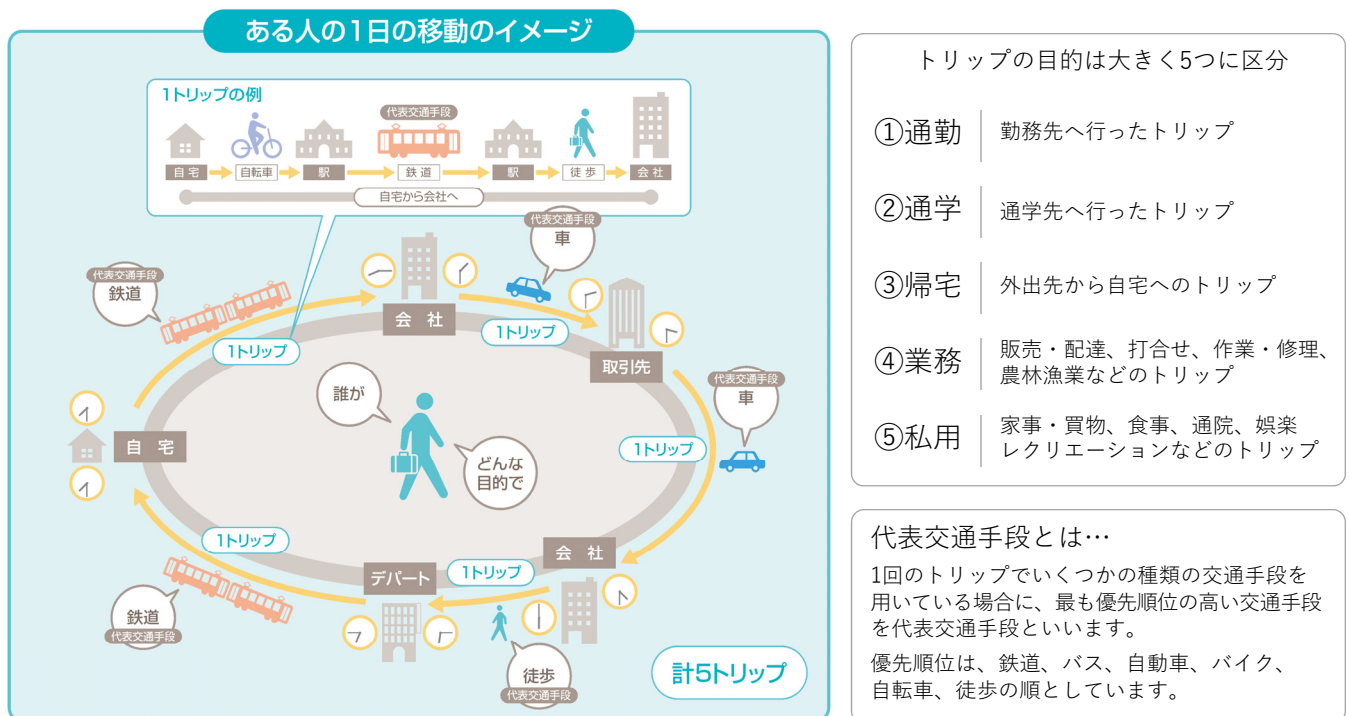 ある人の1日の移動のイメージ
1トリップの例
代表交通手段
自宅
自転車
駅
鉄道
駅
徒歩
会社
自宅から会社へ
代表交通手段
鉄道
1トリップ
会社
代表交通手段
車
1トリップ
取引先
代表交通手段
車
1トリップ
誰が
どんな
目的で
自宅
会社
1トリップ
徒歩
代表交通手段
デパート
1トリップ
鉄道
代表交通手段
計5トリップ
トリップの目的は大きく5つに区分
①通勤 勤務先へ行ったトリップ
②通学 通学先へ行ったトリップ
③帰宅 外出先から自宅へのトリップ
④業務 販売・配達、打合せ、作業・修理、
農林漁業などのトリップ
⑤私用 家事・買物、食事、通院、娯楽
レクリエーションなどのトリップ
代表交通手段とは…
1回のトリップでいくつかの種類の交通手段を
用いている場合に、最も優先順位の高い交通手段
を代表交通手段といいます。
優先順位は、鉄道、バス、自動車、バイク、
自転車、徒歩の順としています。